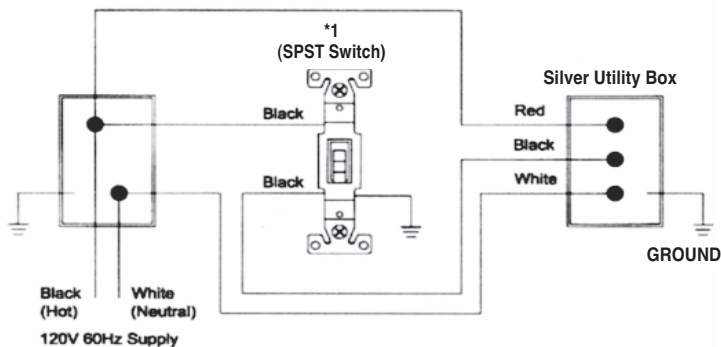 *1
(SPST Switch)
Silver Utility Box
Black
Red
Black
Black
White
GROUND
Black
(Hot)
White
(Neutral)
120V 60Hz Supply